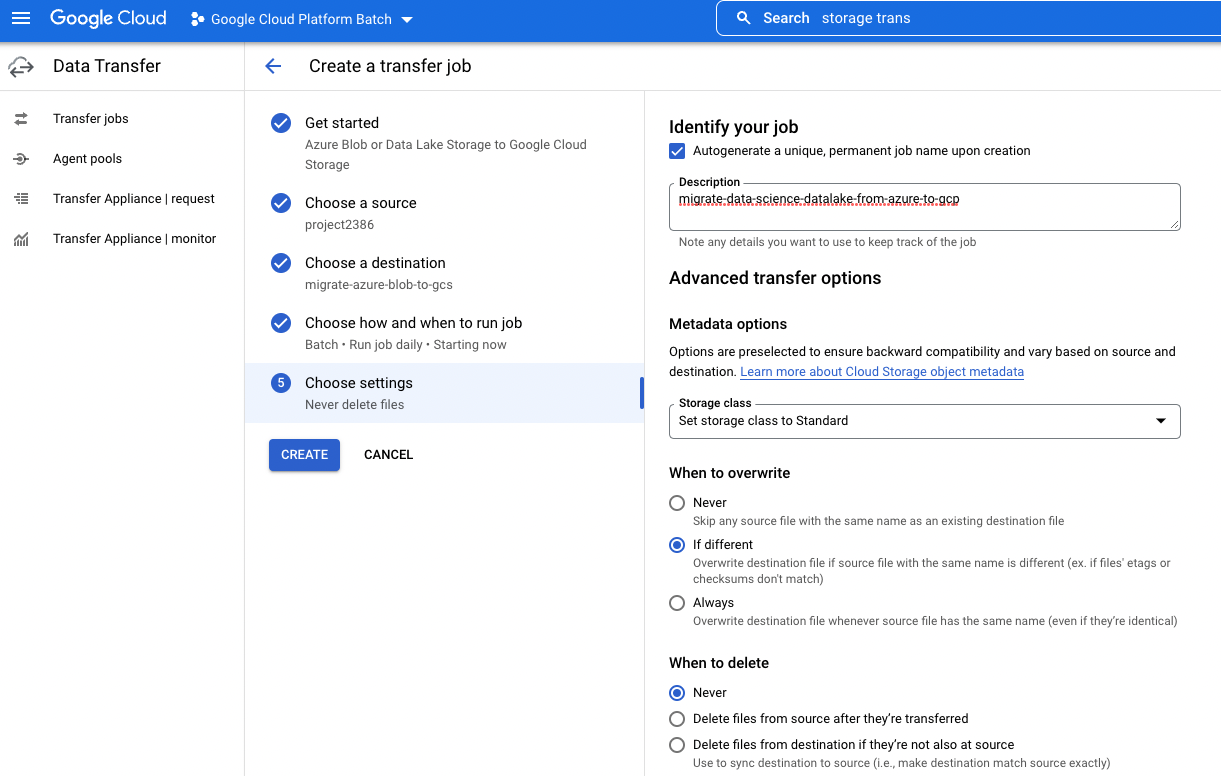 Google Cloud
Google Cloud Platform Batch
Search storage trans
Data Transfer
Create a transfer job
Transfer jobs
Agent pools
Transfer Appliance | request
Transfer Appliance | monitor
Get started
Azure Blob or Data Lake Storage to Google Cloud
Storage
Choose a source
project2386
Choose a destination
migrate-azure-blob-to-gcs
Choose how and when to run job
Batch • Run job daily • Starting now
5 Choose settings
Never delete files
CREATE CANCEL
Identify your job
Autogenerate a unique, permanent job name upon creation
Description
migrate-data-science-datalake-from-azure-to-gcp
Note any details you want to use to keep track of the job
Advanced transfer options
Metadata options
Options are preselected to ensure backward compatibility and vary based on source and
destination. Learn more about Cloud Storage object metadata
Storage class
Set storage class to Standard
When to overwrite
Never
Skip any source file with the same name as an existing destination file
If different
Overwrite destination file if source file with the same name is different (ex. if files' etags or
checksums don't match)
Always
Overwrite destination file whenever source file has the same name (even if they’re identical)
When to delete
Never
Delete files from source after they’re transferred
Delete files from destination if they’re not also at source
Use to sync destination to source (i.e., make destination match source exactly)